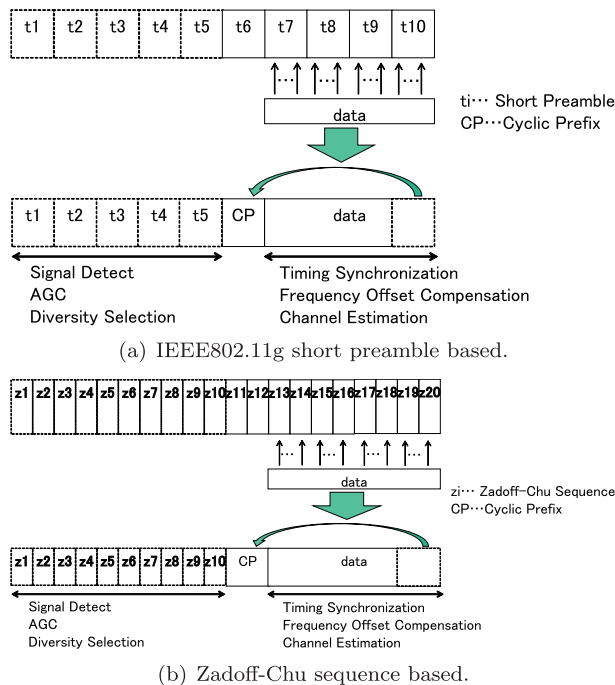 t1 t2 t3 t4 t5 t6 t7 t8 t9 t10
… … … …
data
ti… Short Preamble
CP…Cyclic Prefix
t1 t2 t3 t4 t5 CP data
Signal Detect
AGC
Diversity Selection
Timing Synchronization
Frequency Offset Compensation
Channel Estimation
(a) IEEE802.11g short preamble based.
z1 z2 z3 z4 z5 z6 z7 z8 z9 z10 z11 z12 z13 z14 z15 z16 z17 z18 z19 z20
… … … …
data
zi… Zadoff-Chu Sequence
CP…Cyclic Prefix
z1 z2 z3 z4 z5 z6 z7 z8 z9 z10 CP data
Signal Detect
AGC
Diversity Selection
Timing Synchronization
Frequency Offset Compensation
Channel Estimation
(b) Zadoff-Chu sequence based.